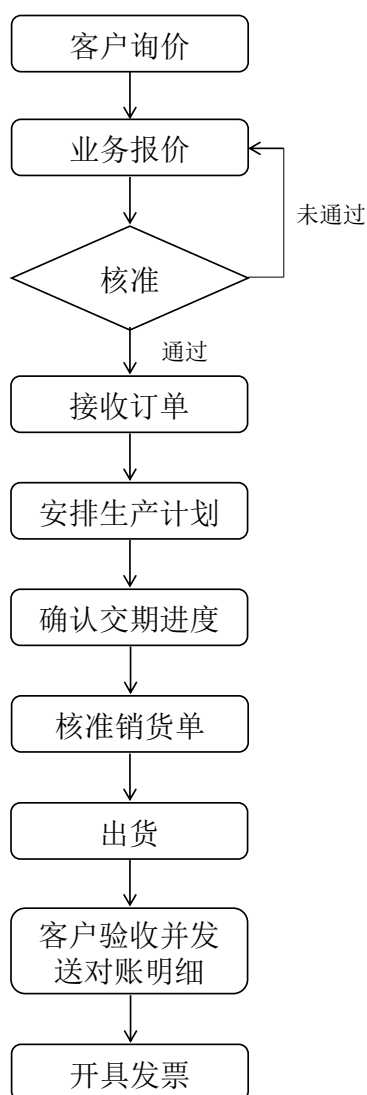 客户询价
业务报价
未通过
核准
通过
接收订单
安排生产计划
确认交期进度
核准销货单
出货
客户验收并发
送对账明细
开具发票